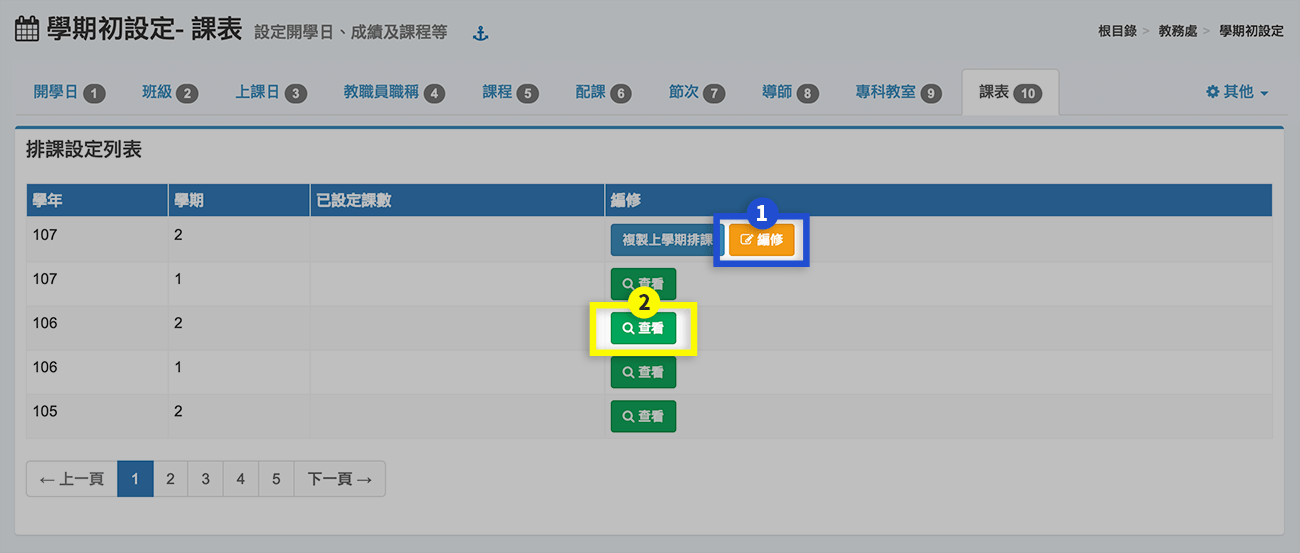 學期初設定- 課表 設定開學日、成績及課程等
根目錄 > 教務處 > 學期初設定
開學日 1 班級 2 上課日 3 教職員職稱 4 課程 5 配課 6 節次 7 導師 8 專科教室 9 課表 10 其他
排課設定列表
學年 學期 已設定課數 編修
1
107 2 複製上學期排課 編修
107 1 查看
2
106 2 查看
106 1 查看
105 2 查看
← 上一頁 1 2 3 4 5 下一頁 →